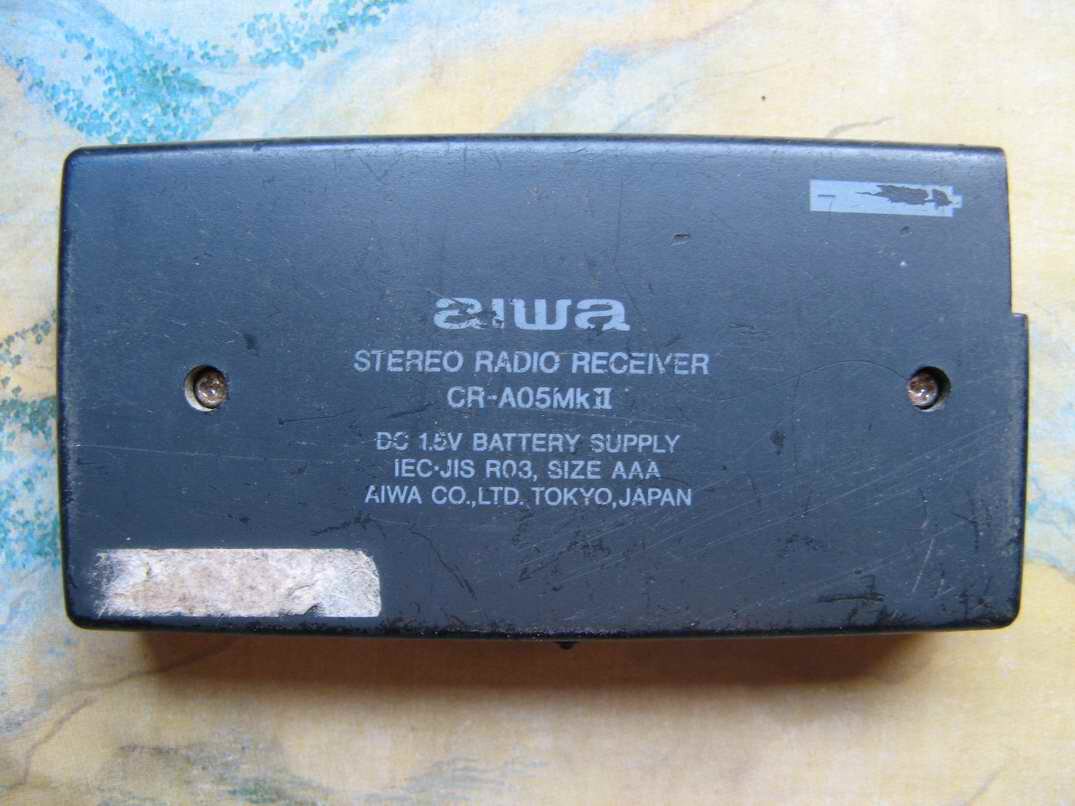 aiwa
STEREO RADIO RECEIVER
CR-A05MkII
DC 1.5V BATTERY SUPPLY
IEC·JIS R03, SIZE AAA
AIWA CO.,LTD. TOKYO,JAPAN